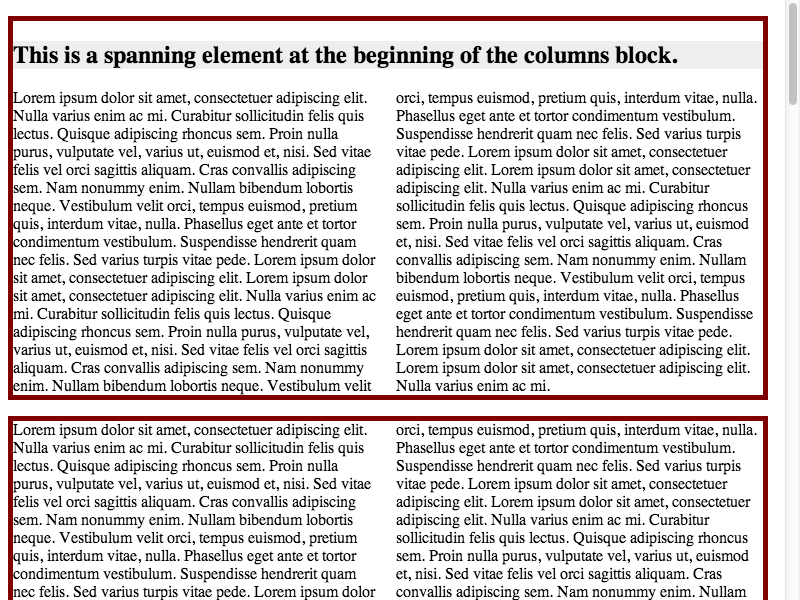 This is a spanning element at the beginning of the columns block.
Lorem ipsum dolor sit amet, consectetuer adipiscing elit.
Nulla varius enim ac mi. Curabitur sollicitudin felis quis
lectus. Quisque adipiscing rhoncus sem. Proin nulla
purus, vulputate vel, varius ut, euismod et, nisi. Sed vitae
felis vel orci sagittis aliquam. Cras convallis adipiscing
sem. Nam nonummy enim. Nullam bibendum lobortis
neque. Vestibulum velit orci, tempus euismod, pretium
quis, interdum vitae, nulla. Phasellus eget ante et tortor
condimentum vestibulum. Suspendisse hendrerit quam
nec felis. Sed varius turpis vitae pede. Lorem ipsum dolor
sit amet, consectetuer adipiscing elit. Lorem ipsum dolor
sit amet, consectetuer adipiscing elit. Nulla varius enim ac
mi. Curabitur sollicitudin felis quis lectus. Quisque
adipiscing rhoncus sem. Proin nulla purus, vulputate vel,
varius ut, euismod et, nisi. Sed vitae felis vel orci sagittis
aliquam. Cras convallis adipiscing sem. Nam nonummy
enim. Nullam bibendum lobortis neque. Vestibulum velit
orci, tempus euismod, pretium quis, interdum vitae, nulla.
Phasellus eget ante et tortor condimentum vestibulum.
Suspendisse hendrerit quam nec felis. Sed varius turpis
vitae pede. Lorem ipsum dolor sit amet, consectetuer
adipiscing elit. Lorem ipsum dolor sit amet, consectetuer
adipiscing elit. Nulla varius enim ac mi. Curabitur
sollicitudin felis quis lectus. Quisque adipiscing rhoncus
sem. Proin nulla purus, vulputate vel, varius ut, euismod
et, nisi. Sed vitae felis vel orci sagittis aliquam. Cras
convallis adipiscing sem. Nam nonummy enim. Nullam
bibendum lobortis neque. Vestibulum velit orci, tempus
euismod, pretium quis, interdum vitae, nulla. Phasellus
eget ante et tortor condimentum vestibulum. Suspendisse
hendrerit quam nec felis. Sed varius turpis vitae pede.
Lorem ipsum dolor sit amet, consectetuer adipiscing elit.
Lorem ipsum dolor sit amet, consectetuer adipiscing elit.
Nulla varius enim ac mi.
Lorem ipsum dolor sit amet, consectetuer adipiscing elit.
Nulla varius enim ac mi. Curabitur sollicitudin felis quis
lectus. Quisque adipiscing rhoncus sem. Proin nulla
purus, vulputate vel, varius ut, euismod et, nisi. Sed vitae
felis vel orci sagittis aliquam. Cras convallis adipiscing
sem. Nam nonummy enim. Nullam bibendum lobortis
neque. Vestibulum velit orci, tempus euismod, pretium
quis, interdum vitae, nulla. Phasellus eget ante et tortor
condimentum vestibulum. Suspendisse hendrerit quam
nec felis. Sed varius turpis vitae pede. Lorem ipsum dolor
orci, tempus euismod, pretium quis, interdum vitae, nulla.
Phasellus eget ante et tortor condimentum vestibulum.
Suspendisse hendrerit quam nec felis. Sed varius turpis
vitae pede. Lorem ipsum dolor sit amet, consectetuer
adipiscing elit. Lorem ipsum dolor sit amet, consectetuer
adipiscing elit. Nulla varius enim ac mi. Curabitur
sollicitudin felis quis lectus. Quisque adipiscing rhoncus
sem. Proin nulla purus, vulputate vel, varius ut, euismod
et, nisi. Sed vitae felis vel orci sagittis aliquam. Cras
convallis adipiscing sem. Nam nonummy enim. Nullam